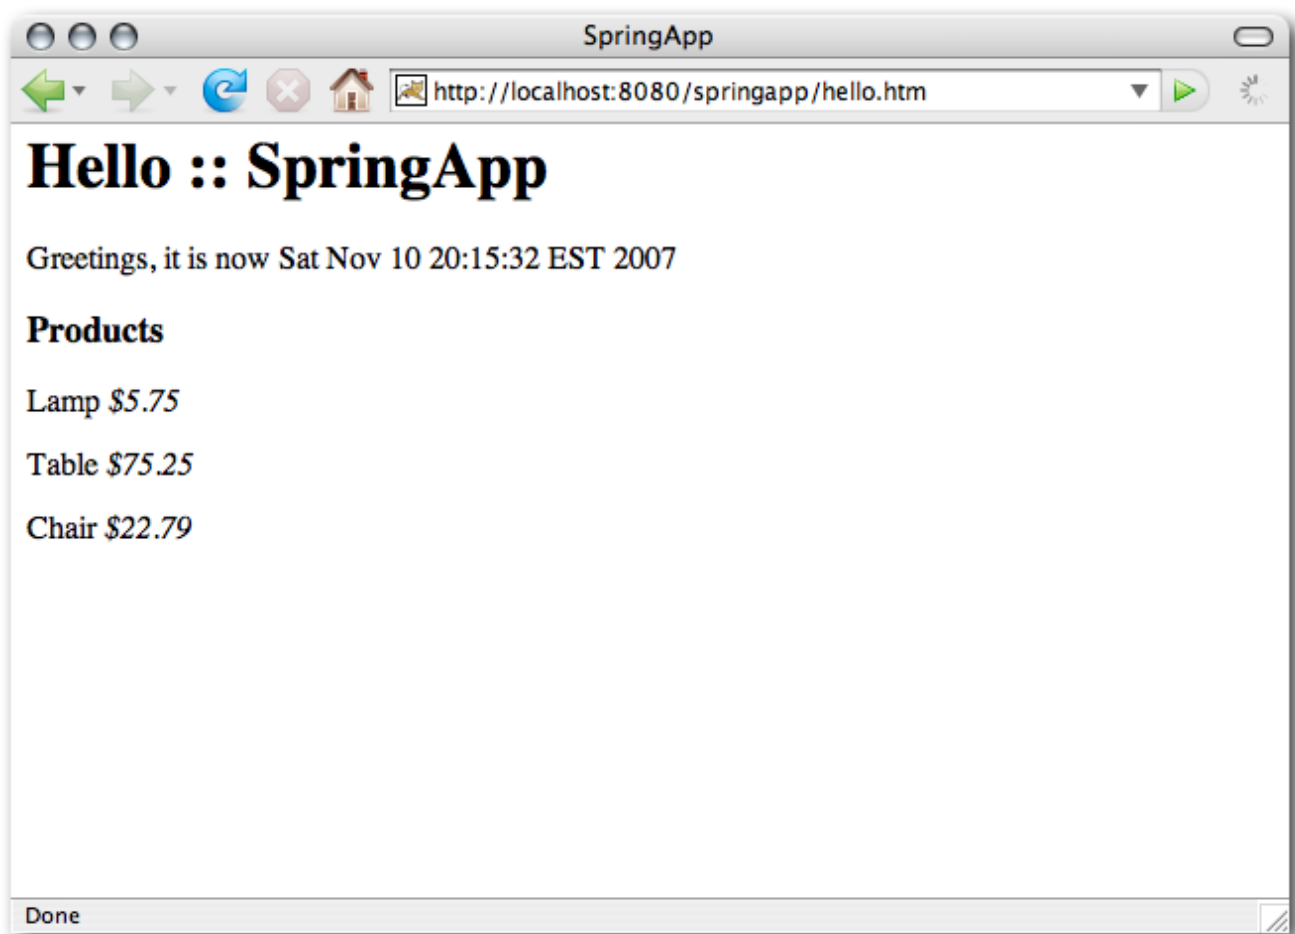 SpringApp
http://localhost:8080/springapp/hello.htm
Hello :: SpringApp
Greetings, it is now Sat Nov 10 20:15:32 EST 2007
Products
Lamp $5.75
Table $75.25
Chair $22.79
Done